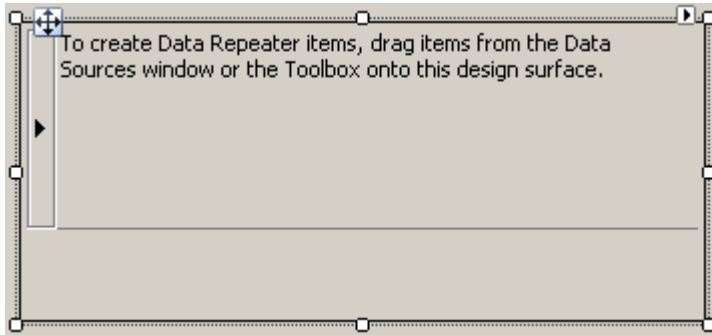 To create Data Repeater items, drag items from the Data
Sources window or the Toolbox onto this design surface.